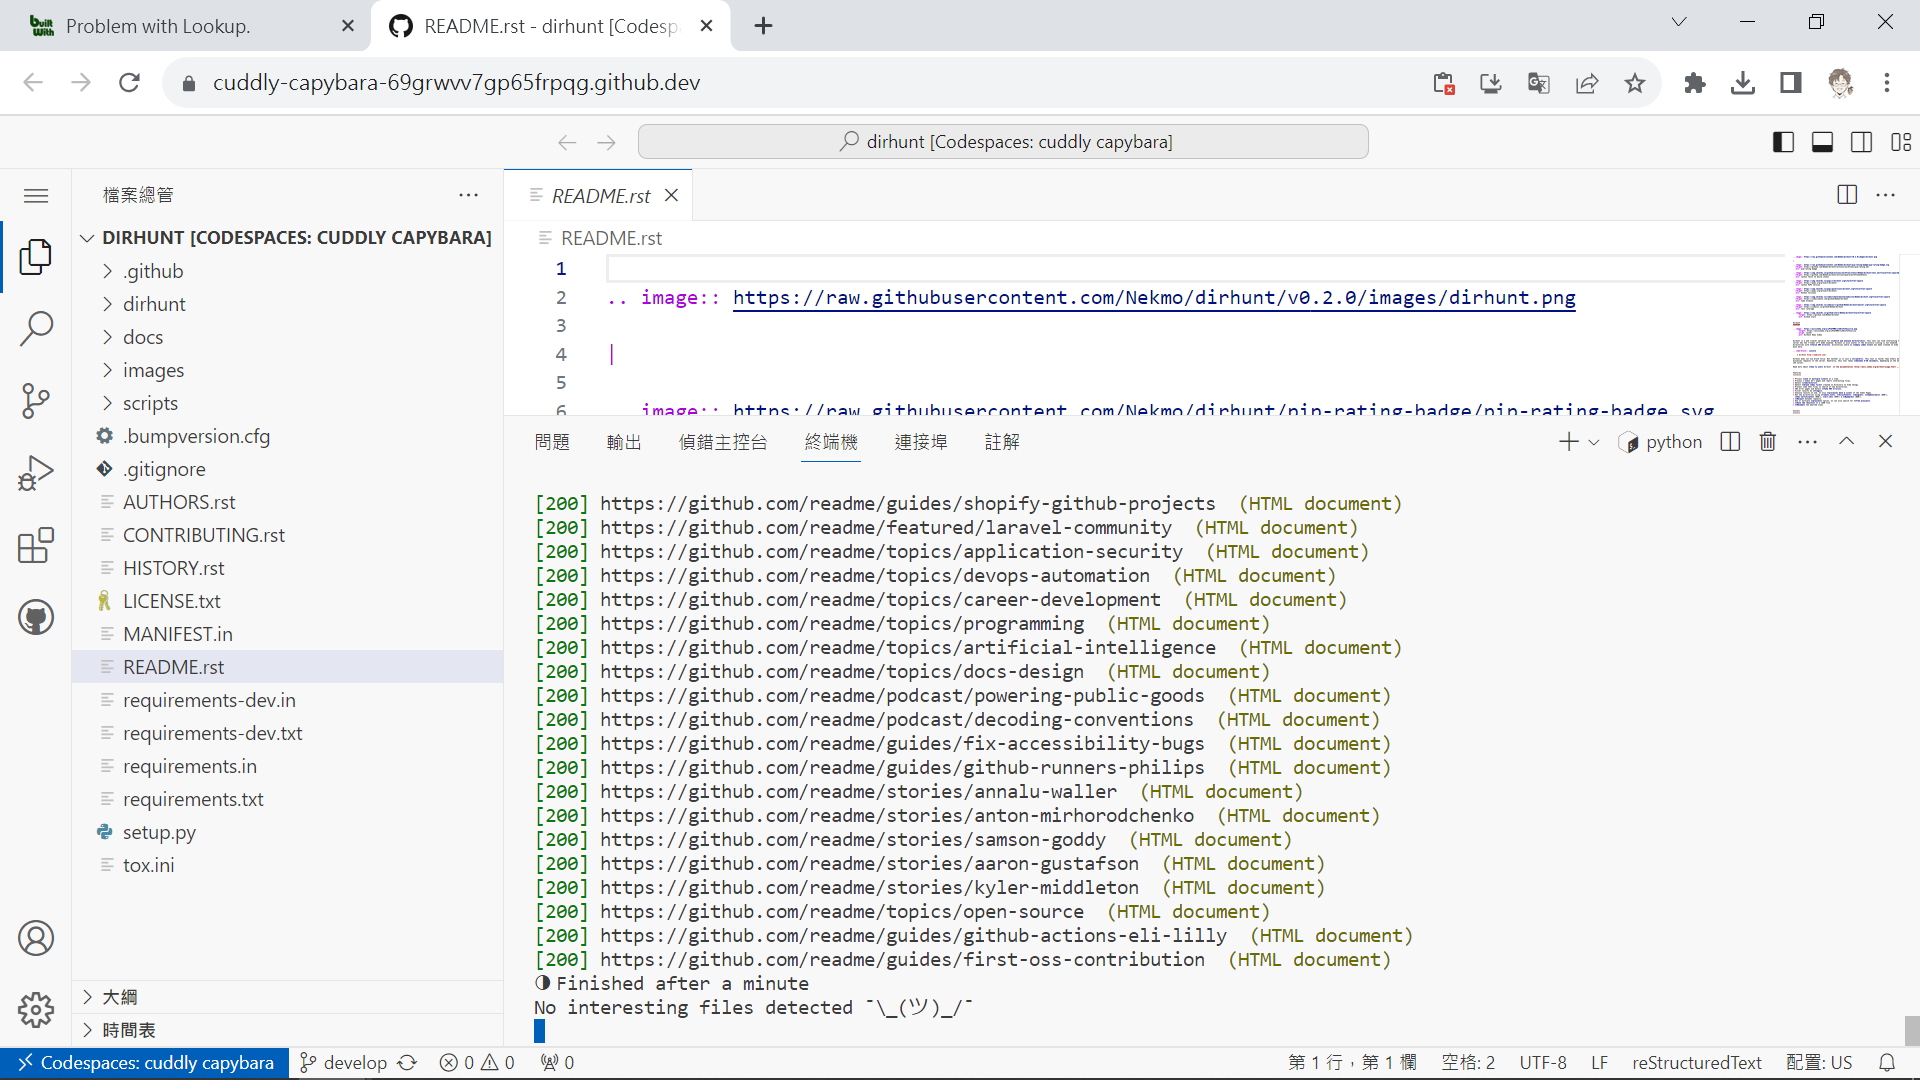 built With
Problem with Lookup.
README.rst - dirhunt [Codesp
cuddly-capybara-69grwvv7gp65frpqg.github.dev
dirhunt [Codespaces: cuddly capybara]
檔案總管
DIRHUNT [CODESPACES: CUDDLY CAPYBARA]
.github
dirhunt
docs
images
scripts
.bumpversion.cfg
.gitignore
AUTHORS.rst
CONTRIBUTING.rst
HISTORY.rst
LICENSE.txt
MANIFEST.in
README.rst
requirements-dev.in
requirements-dev.txt
requirements.in
requirements.txt
setup.py
tox.ini
大綱
時間表
README.rst
README.rst
1
2 .. image:: https://raw.githubusercontent.com/Nekmo/dirhunt/v0.2.0/images/dirhunt.png
3
4 |
5
6 image:: https://raw.githubusercontent.com/Nekmo/dirhunt/pip-rating-badge/pip-rating-badge.svg
問題 輸出 偵錯主控台 終端機 連接埠 註解
python
[200] https://github.com/readme/guides/shopify-github-projects (HTML document)
[200] https://github.com/readme/featured/laravel-community (HTML document)
[200] https://github.com/readme/topics/application-security (HTML document)
[200] https://github.com/readme/topics/devops-automation (HTML document)
[200] https://github.com/readme/topics/career-development (HTML document)
[200] https://github.com/readme/topics/programming (HTML document)
[200] https://github.com/readme/topics/artificial-intelligence (HTML document)
[200] https://github.com/readme/topics/docs-design (HTML document)
[200] https://github.com/readme/podcast/powering-public-goods (HTML document)
[200] https://github.com/readme/podcast/decoding-conventions (HTML document)
[200] https://github.com/readme/guides/fix-accessibility-bugs (HTML document)
[200] https://github.com/readme/guides/github-runners-philips (HTML document)
[200] https://github.com/readme/stories/annalu-waller (HTML document)
[200] https://github.com/readme/stories/anton-mirhorodchenko (HTML document)
[200] https://github.com/readme/stories/samson-goddy (HTML document)
[200] https://github.com/readme/stories/aaron-gustafson (HTML document)
[200] https://github.com/readme/stories/kyler-middleton (HTML document)
[200] https://github.com/readme/topics/open-source (HTML document)
[200] https://github.com/readme/guides/github-actions-eli-lilly (HTML document)
[200] https://github.com/readme/guides/first-oss-contribution (HTML document)
◑ Finished after a minute
No interesting files detected ¯\_(ツ)_/¯
Codespaces: cuddly capybara develop 0 0 0 第 1 行，第 1 欄 空格: 2 UTF-8 LF reStructuredText 配置: US